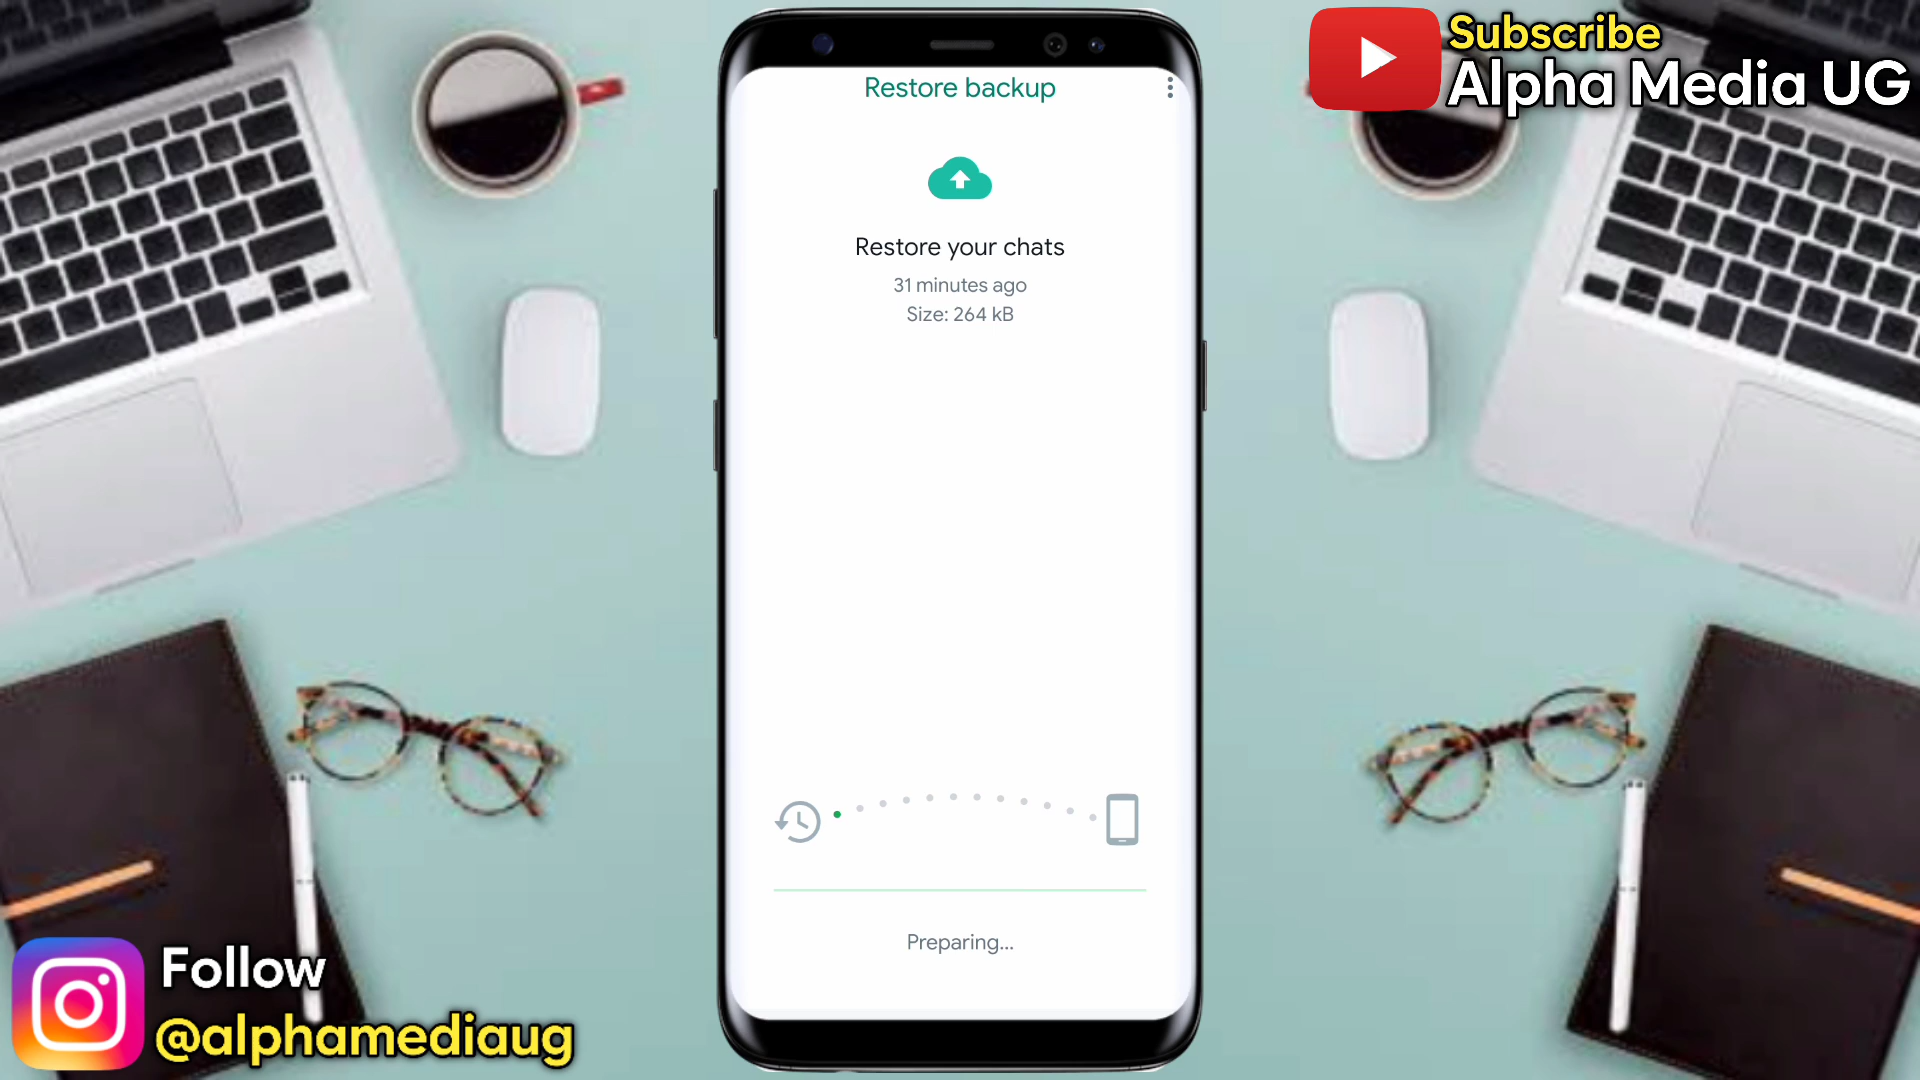 Subscribe
Alpha Media UG
Restore backup
Restore your chats
31 minutes ago
Size: 264 kB
Preparing...
Follow
@alphamediaug